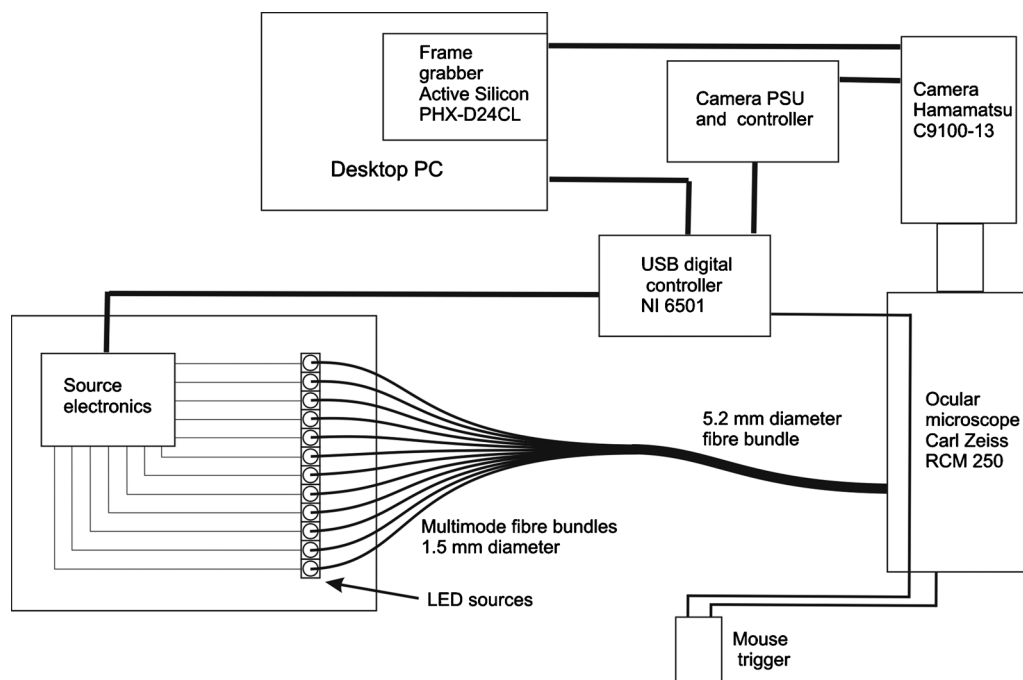 Frame
grabber
Active Silicon
PHX-D24CL
Desktop PC
Camera PSU
and controller
Camera
Hamamatsu
C9100-13
USB digital
controller
NI 6501
Source
electronics
5.2 mm diameter
fibre bundle
Ocular
microscope
Carl Zeiss
RCM 250
Multimode fibre bundles
1.5 mm diameter
LED sources
Mouse
trigger